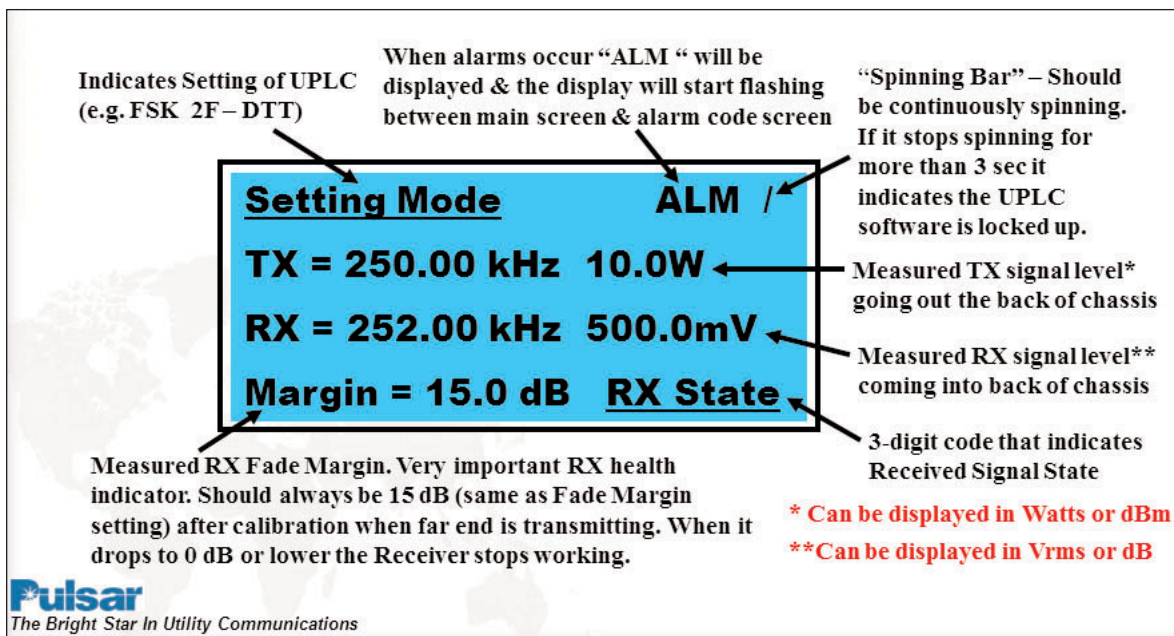 Indicates Setting of UPLC
(e.g. FSK 2F – DTT)
When alarms occur “ALM “ will be
displayed & the display will start flashing
between main screen & alarm code screen
“Spinning Bar” – Should
be continuously spinning.
If it stops spinning for
more than 3 sec it
indicates the UPLC
software is locked up.
Setting Mode ALM /
TX = 250.00 kHz 10.0W
RX = 252.00 kHz 500.0mV
Margin = 15.0 dB RX State
Measured TX signal level*
going out the back of chassis
Measured RX signal level**
coming into back of chassis
3-digit code that indicates
Received Signal State
Measured RX Fade Margin. Very important RX health
indicator. Should always be 15 dB (same as Fade Margin
setting) after calibration when far end is transmitting. When it
drops to 0 dB or lower the Receiver stops working.
* Can be displayed in Watts or dBm
**Can be displayed in Vrms or dB
Pulsar
The Bright Star In Utility Communications